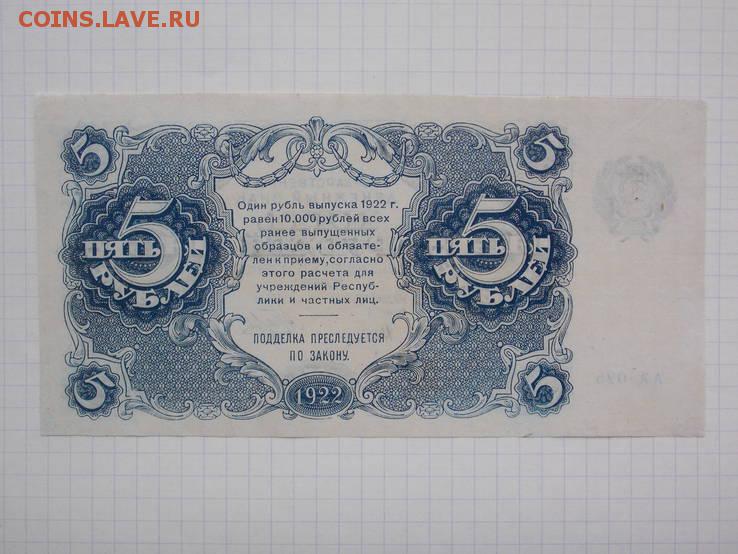 COINS.LAVE.RU
5 5
Один рубль выпуска 1922 г.
равен 10.000 рублей всех
ранее выпущенных
образцов и обязате-
лен к приему, согласно
этого расчета для
учреждений Респуб-
лики и частных лиц.
5 ПЯТЬ РУБЛЕЙ 5 ПЯТЬ РУБЛЕЙ
ПОДДЕЛКА ПРЕСЛЕДУЕТСЯ
ПО ЗАКОНУ.
5 1922 5